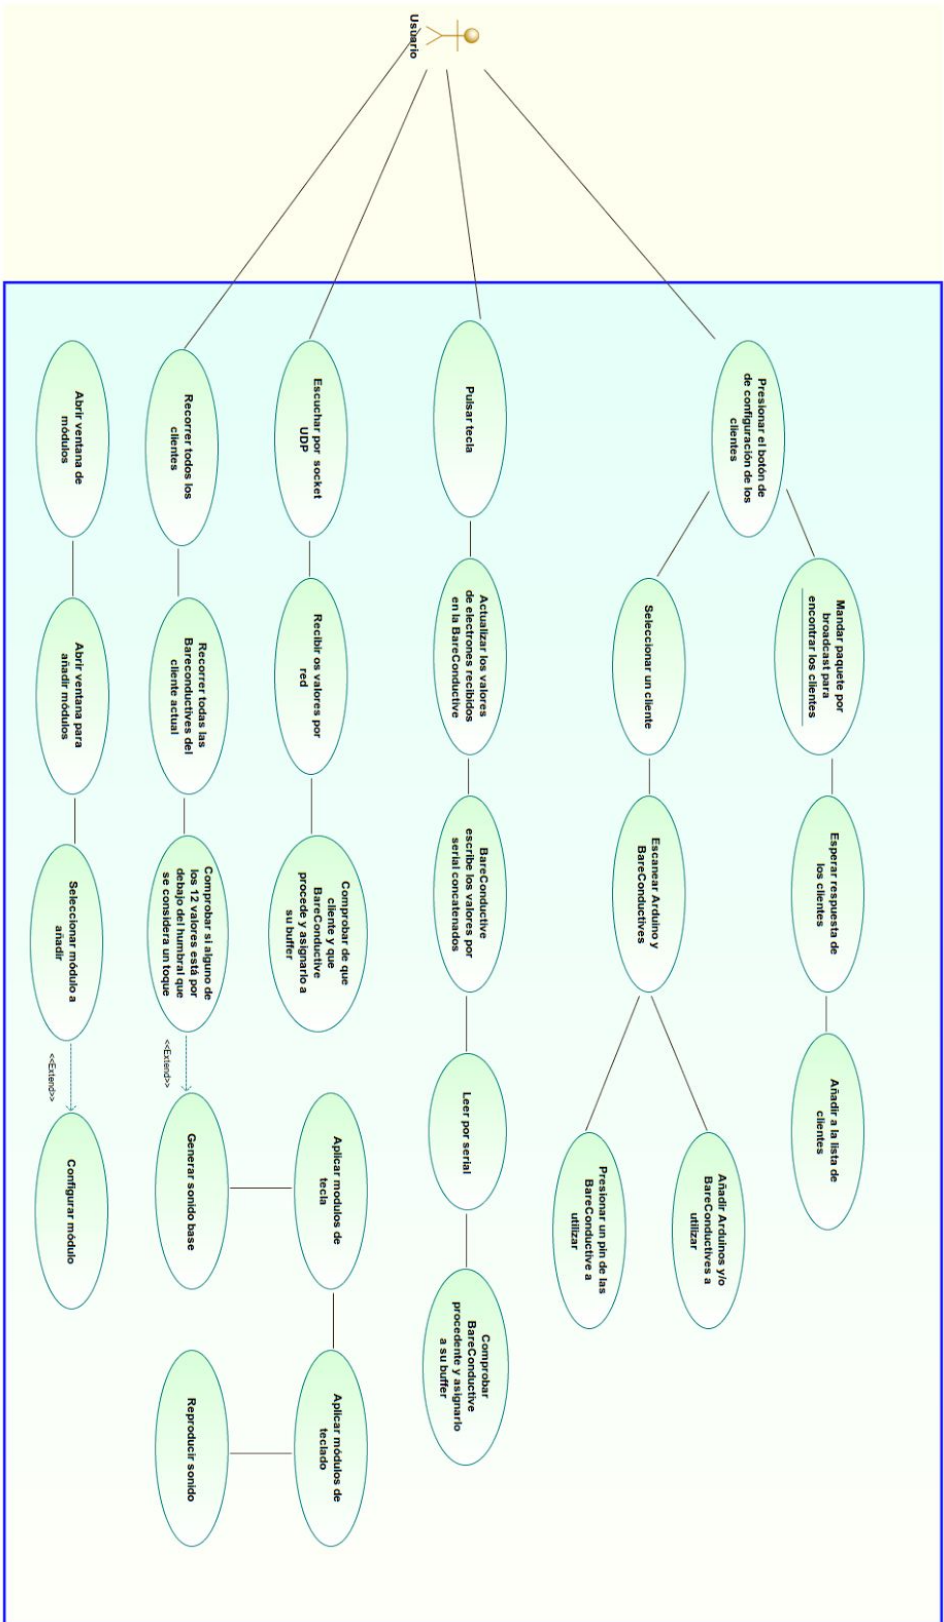 Usuario
Presionar el botón de
de configuración de los
clientes
Mandar paquete por
broadcast para
encontrar los clientes
Esperar respuesta de
los clientes
Añadir a la lista de
clientes
Seleccionar un cliente
Escanear Arduino y
BareConductives
Añadir Arduinos y/o
BareConductives a
utilizar
Presionar un pin de las
BareConductive a
utilizar
Pulsar tecla
Actualizar los valores
de electrones recibidos
en la BareConductive
BareConductive
escribe los valores por
serial concatenados
Leer por serial
Comprobar
BareConductive
procedente y asignarlo
a su buffer
Escuchar por socket
UDP
Recibir os valores por
red
Comprobar de que
cliente y que
BareConductive
procede y asignarlo a
su buffer
Aplicar modulos de
tecla
Aplicar módulos de
teclado
Recorrer todos los
clientes
Recorrer todas las
Bareconductives del
cliente actual
Comprobar si alguno de
los 12 valores está por
debajo del humbral que
se considera un toque
<<Extend>>
Generar sonido base
Reproducir sonido
Abrir ventana de
módulos
Abrir ventana para
añadir módulos
Seleccionar módulo a
añadir
<<Extend>>
Configurar módulo